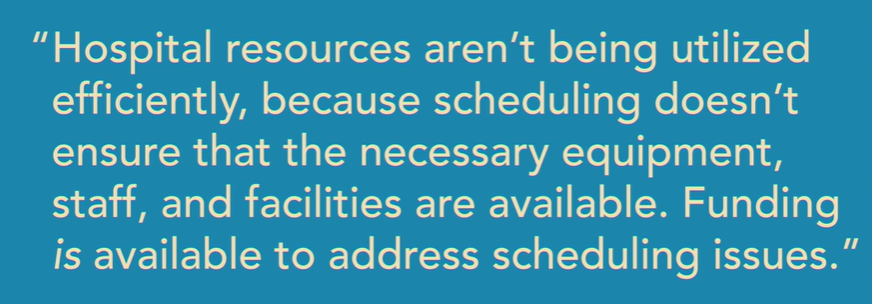 “Hospital resources aren’t being utilized
efficiently, because scheduling doesn’t
ensure that the necessary equipment,
staff, and facilities are available. Funding
is available to address scheduling issues.”